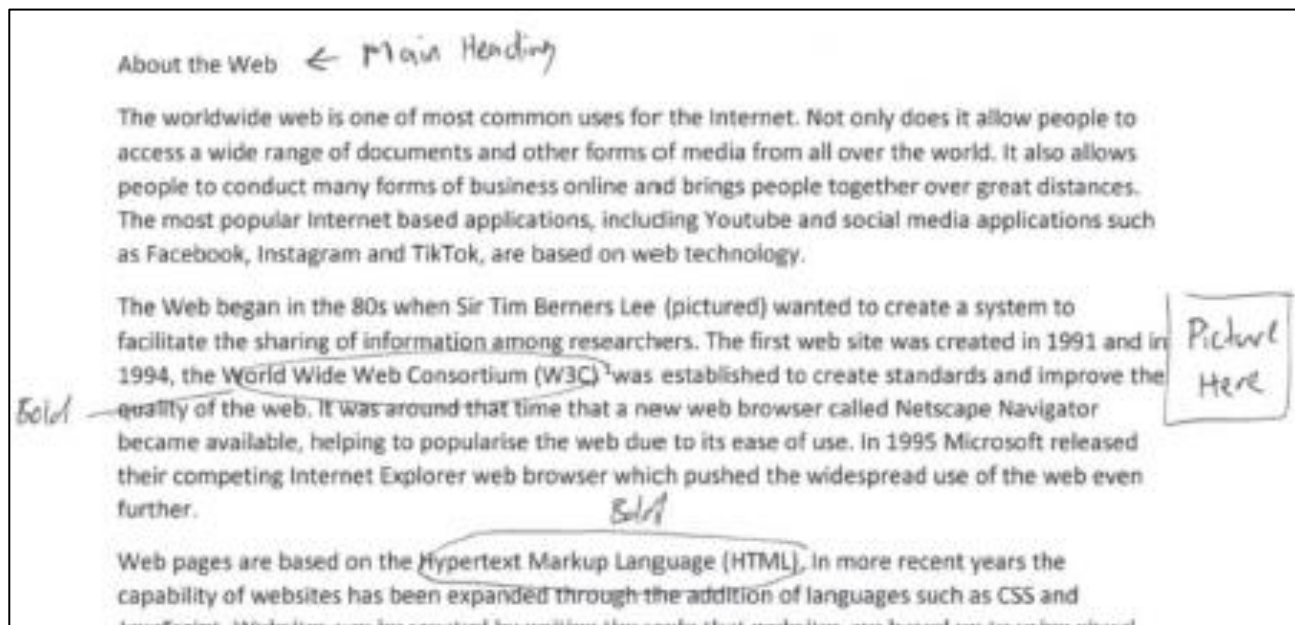 About the Web ← Main Heading
The worldwide web is one of most common uses for the Internet. Not only does it allow people to
access a wide range of documents and other forms of media from all over the world. It also allows
people to conduct many forms of business online and brings people together over great distances.
The most popular Internet based applications, including Youtube and social media applications such
as Facebook, Instagram and TikTok, are based on web technology.
The Web began in the 80s when Sir Tim Berners Lee (pictured) wanted to create a system to
facilitate the sharing of information among researchers. The first web site was created in 1991 and in
Picture
Here
1994, the World Wide Web Consortium (W3C) was established to create standards and improve the
Bold
quality of the web. It was around that time that a new web browser called Netscape Navigator
became available, helping to popularise the web due to its ease of use. In 1995 Microsoft released
their competing Internet Explorer web browser which pushed the widespread use of the web even
further.
Bold
Web pages are based on the Hypertext Markup Language (HTML). In more recent years the
capability of websites has been expanded through the addition of languages such as CSS and